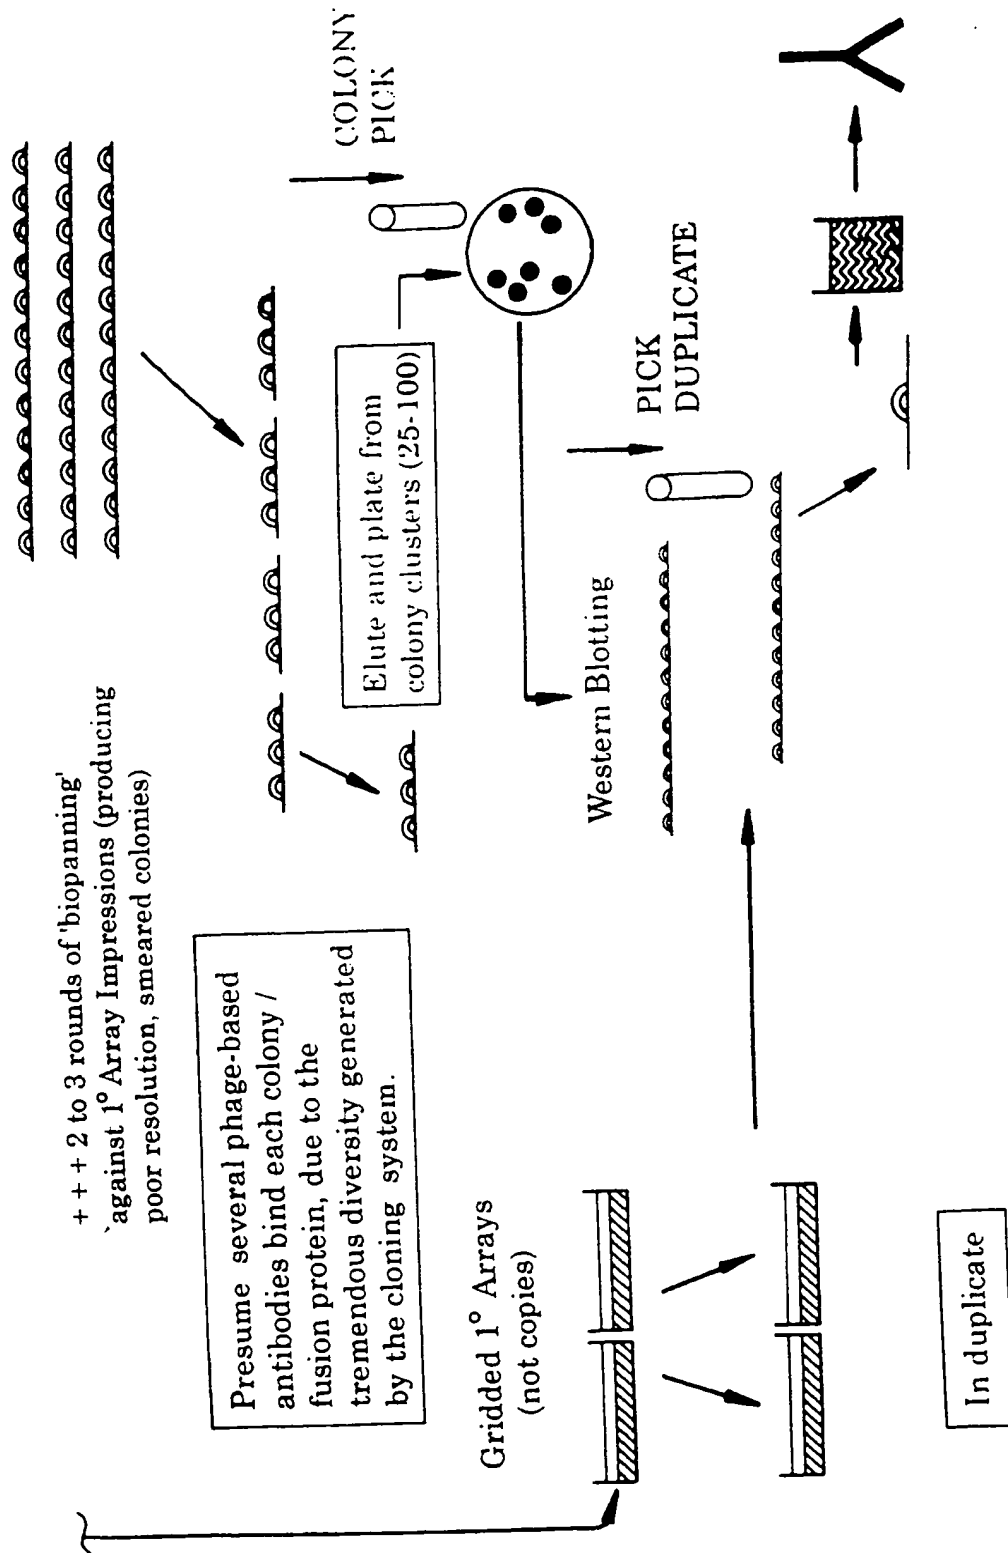 + + + 2 to 3 rounds of 'biopanning'
`against 1° Array Impressions (producing
poor resolution, smeared colonies)
Presume several phage-based
antibodies bind each colony /
fusion protein, due to the
tremendous diversity generated
by the cloning system.
Elute and plate from
colony clusters (25-100)
COLONY
PICK
Gridded 1° Arrays
(not copies)
Western Blotting
PICK
DUPLICATE
In duplicate